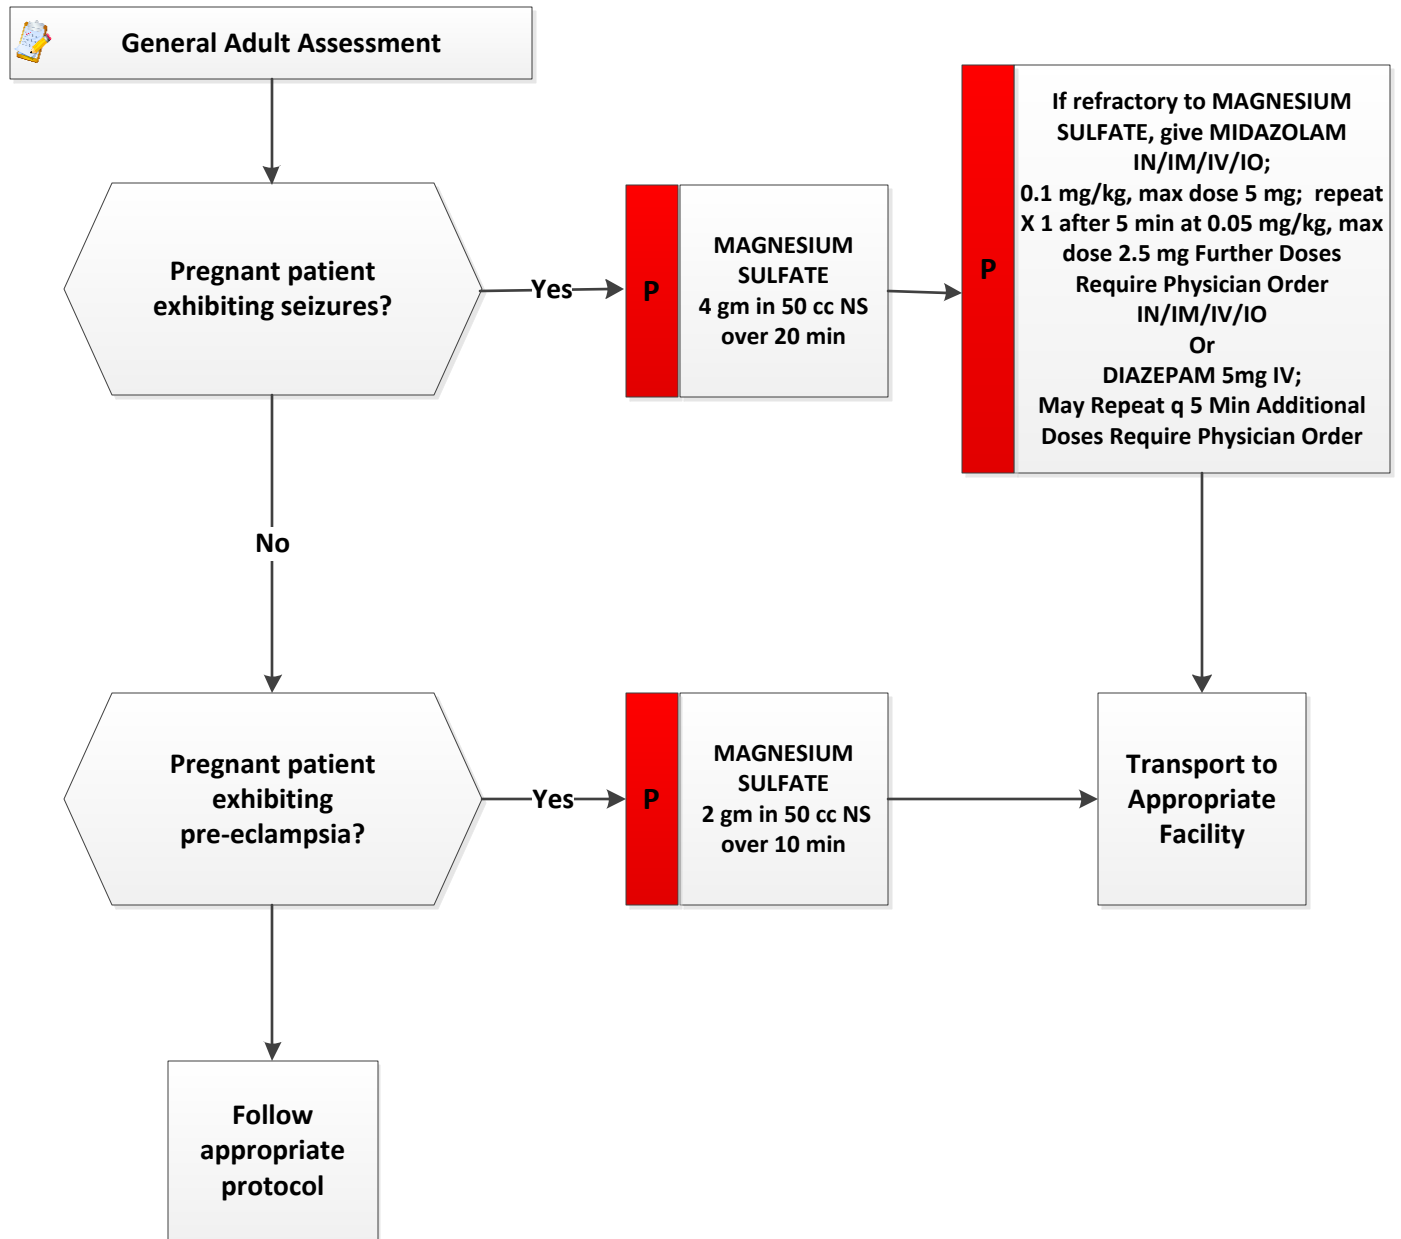 General Adult Assessment
Pregnant patient
exhibiting seizures?
Yes
P
MAGNESIUM
SULFATE
4 gm in 50 cc NS
over 20 min
P
If refractory to MAGNESIUM
SULFATE, give MIDAZOLAM
IN/IM/IV/IO;
0.1 mg/kg, max dose 5 mg;  repeat
X 1 after 5 min at 0.05 mg/kg, max
dose 2.5 mg Further Doses
Require Physician Order
IN/IM/IV/IO
Or
DIAZEPAM 5mg IV;
May Repeat q 5 Min Additional
Doses Require Physician Order
No
Pregnant patient
exhibiting
pre-eclampsia?
Yes
P
MAGNESIUM
SULFATE
2 gm in 50 cc NS
over 10 min
Transport to
Appropriate
Facility
Follow
appropriate
protocol